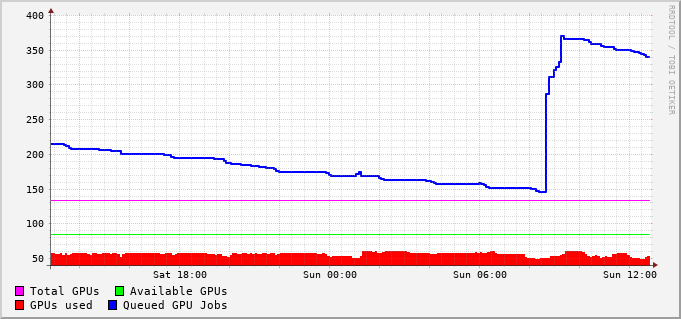 400
350
300
250
200
150
100
50
Sat 18:00 Sun 00:00 Sun 06:00 Sun 12:00
Total GPUs Available GPUs
GPUs used Queued GPU Jobs
RRDTOOL / TOBI OETIKER